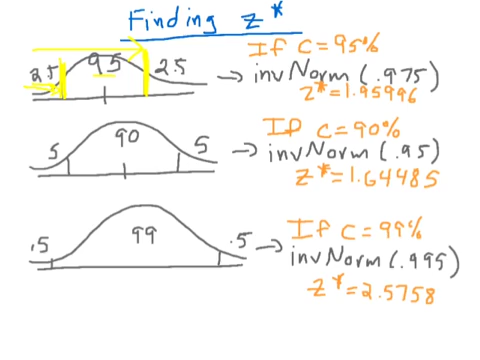 Finding z*
2.5 95 2.5
If C=95%
invNorm(.975)
z*=1.95996
5 90 5
If C=90%
invNorm(.95)
z*=1.64485
.5 99 .5
If C=99%
invNorm(.995)
z*=2.5758